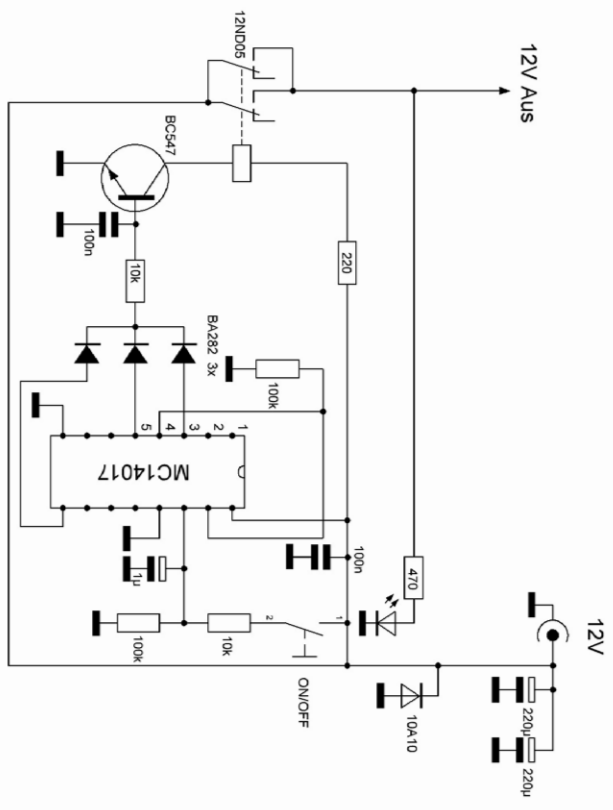 12V
12V Aus
220µ
220µ
470
10A10
100n
220
1
ON/OFF
100k
2
12ND05
1
10k
2
BA282 3x
3
4
BC547
5
MC14017
1µ
100k
10k
100n